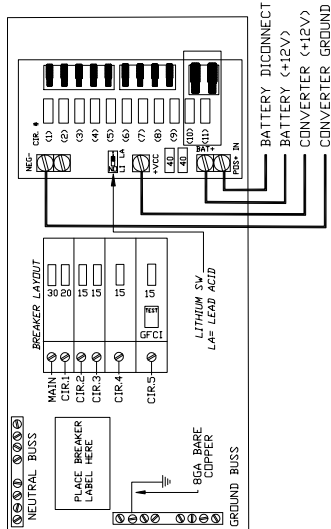 BATTERY DICONNECT
BATTERY (+12V)
CONVERTER (+12V)
CONVERTER GROUND
NEG-
CIR. #
(1)
(2)
(3)
(4)
(5)
(6)
(7)
(8)
(9)
(10)
(11)
LI
LA
+VCC
40
40
BAT+
POS+
IN
BREAKER LAYOUT
30
20
15
15
15
15
TEST
GFCI
MAIN
CIR.1
CIR.2
CIR.3
CIR.4
CIR.5
LITHIUM SW
LA= LEAD ACID
NEUTRAL BUSS
PLACE BREAKER
LABEL HERE
8GA BARE
COPPER
GROUND BUSS